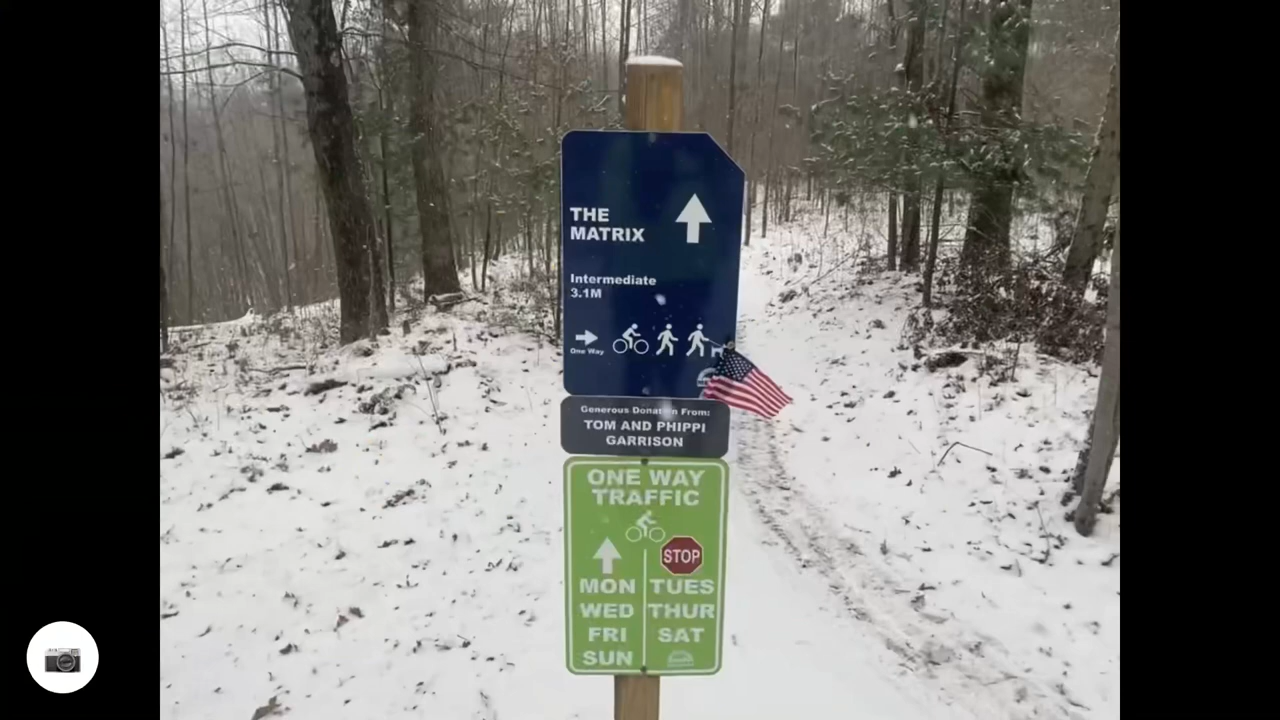 THE
MATRIX
Intermediate
3.1M
One Way
Generous Donation From:
TOM AND PHIPPI
GARRISON
ONE WAY
TRAFFIC
STOP
MON TUES
WED THUR
FRI SAT
SUN